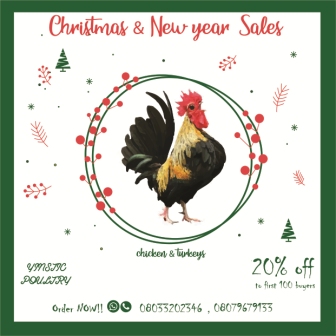 Christmas & New year Sales
chicken & turkeys
YMSTIC
POULTRY
20% off
to first 100 buyers
Order NOW!! 08033202346 , 08079679133